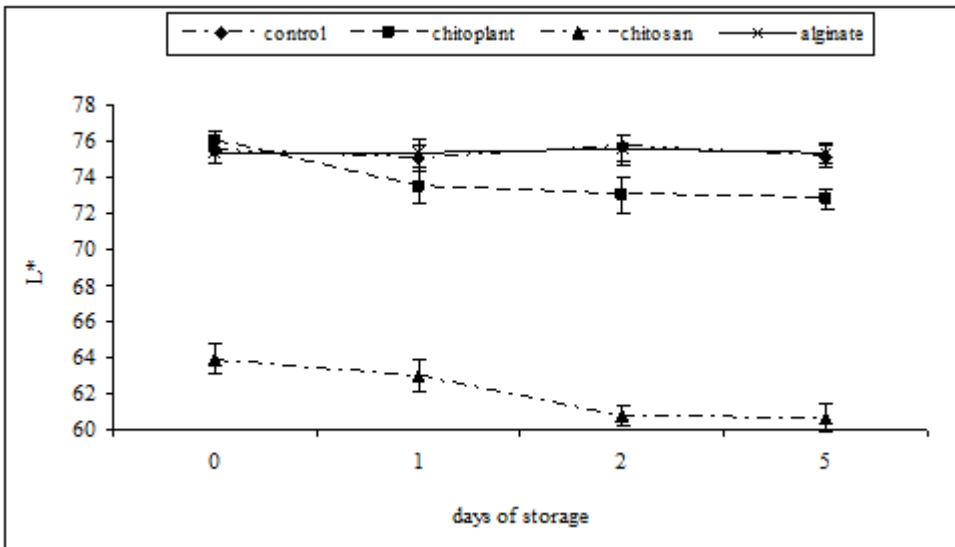 control chitoplant chitosan alginate
78
76
74
72
70
68
66
64
62
60
L*
0 1 2 5
days of storage